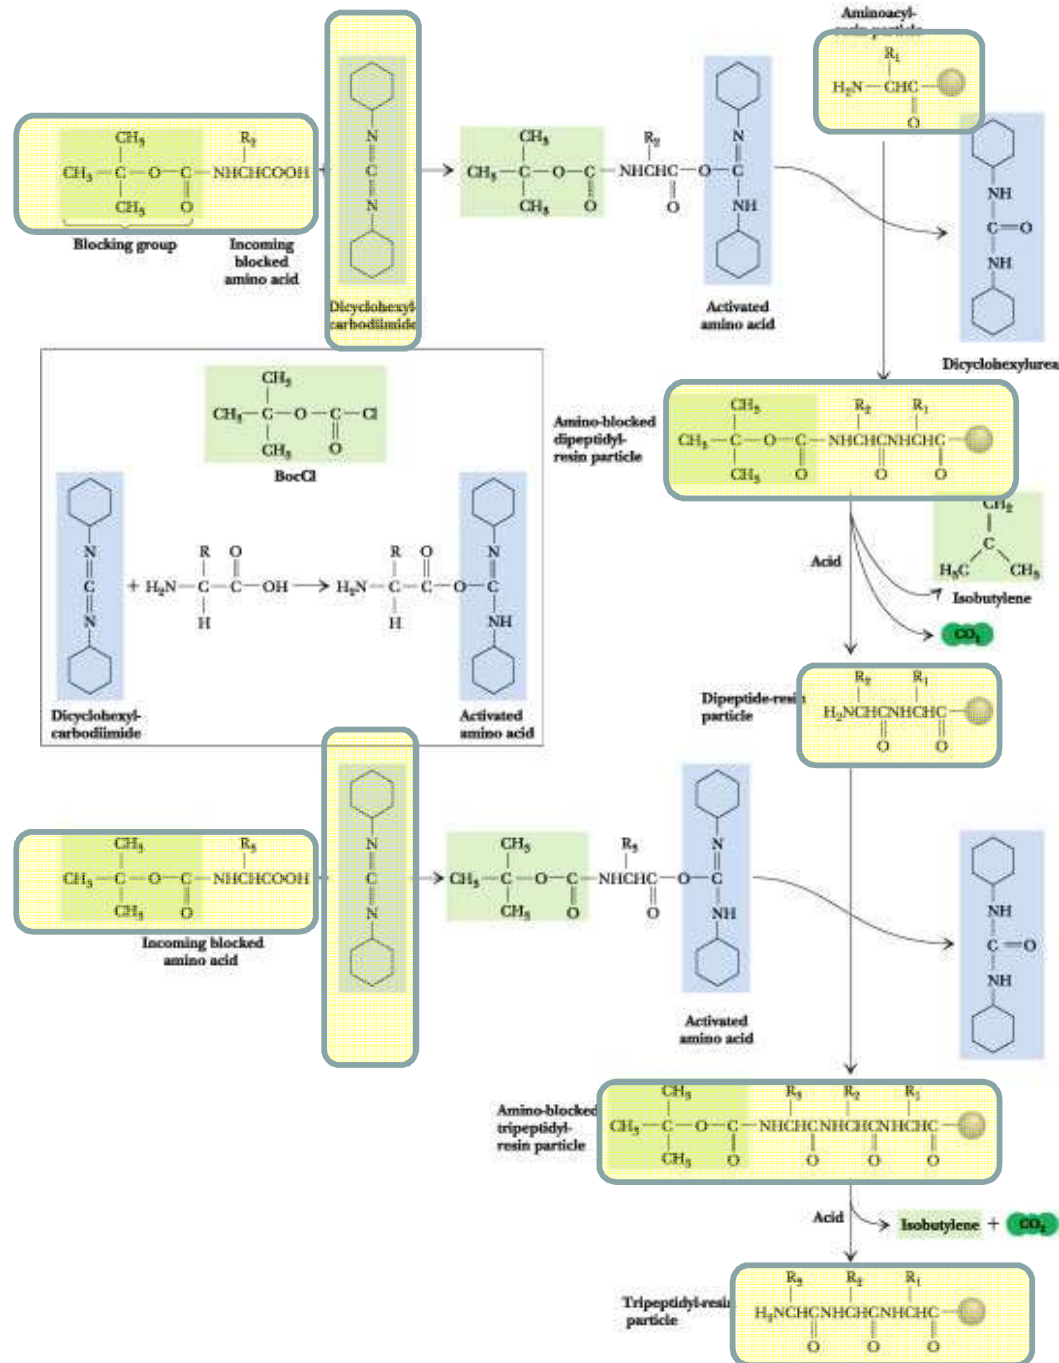 Aminoacyl-
resin particle
R₁
H₂N—CHC—
O
CH₃
CH₃—C—O—C—NHCHCOOH
R₂
CH₃
O
Blocking group
Incoming
blocked
amino acid
+
N
C
N
Dicyclohexyl-
carbodiimide
CH₃
R₂
CH₃—C—O—C—NHCHC—O—C
CH₃
O
O
N
NH
Activated
amino acid
NH
C=O
NH
Dicyclohexylurea
CH₃
CH₃—C—O—C—Cl
CH₃
O
BocCl
N
C
N
+
R
O
H₂N—C—C—OH
H
R
O
N
H₂N—C—C—O—C
H
NH
Dicyclohexyl-
carbodiimide
Activated
amino acid
Amino-blocked
dipeptidyl-
resin particle
CH₃
R₂
R₁
CH₃—C—O—C—NHCHCNHCHC—
CH₃
O
O
O
Acid
CH₂
C
H₃C
CH₃
Isobutylene
CO₂
Dipeptide-resin
particle
R₂
R₁
H₂NCHCNHCHC—
O
O
CH₃
R₃
CH₃—C—O—C—NHCHCOOH
CH₃
O
Incoming blocked
amino acid
N
C
N
CH₃
R₃
N
CH₃—C—O—C—NHCHC—O—C
CH₃
O
O
NH
Activated
amino acid
NH
C=O
NH
Amino-blocked
tripeptidyl-
resin particle
CH₃
R₃
R₂
R₁
CH₃—C—O—C—NHCHCNHCHCNHCHC—
CH₃
O
O
O
O
Acid
Isobutylene + CO₂
Tripeptidyl-resin
particle
R₃
R₂
R₁
H₂NCHCNHCHCNHCHC—
O
O
O